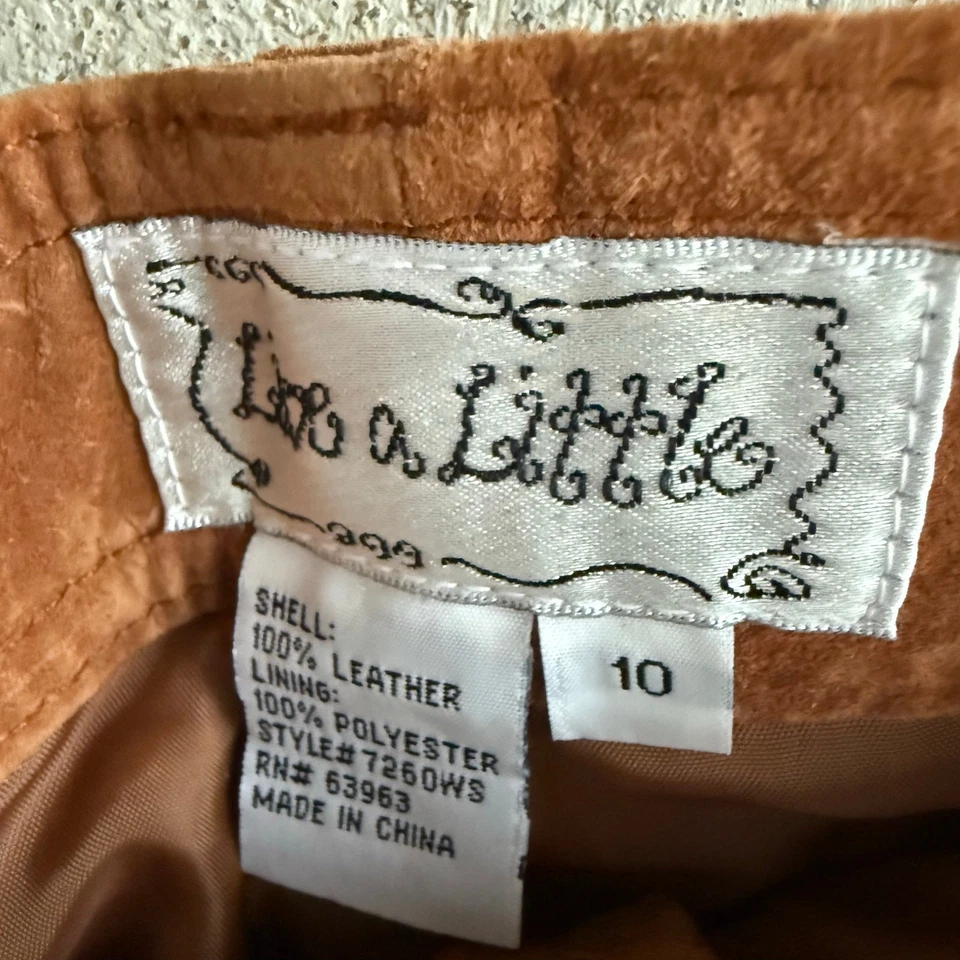 Live a Little
SHELL:
100% LEATHER
LINING:
100% POLYESTER
STYLE# 7260WS
RN# 63963
MADE IN CHINA
10